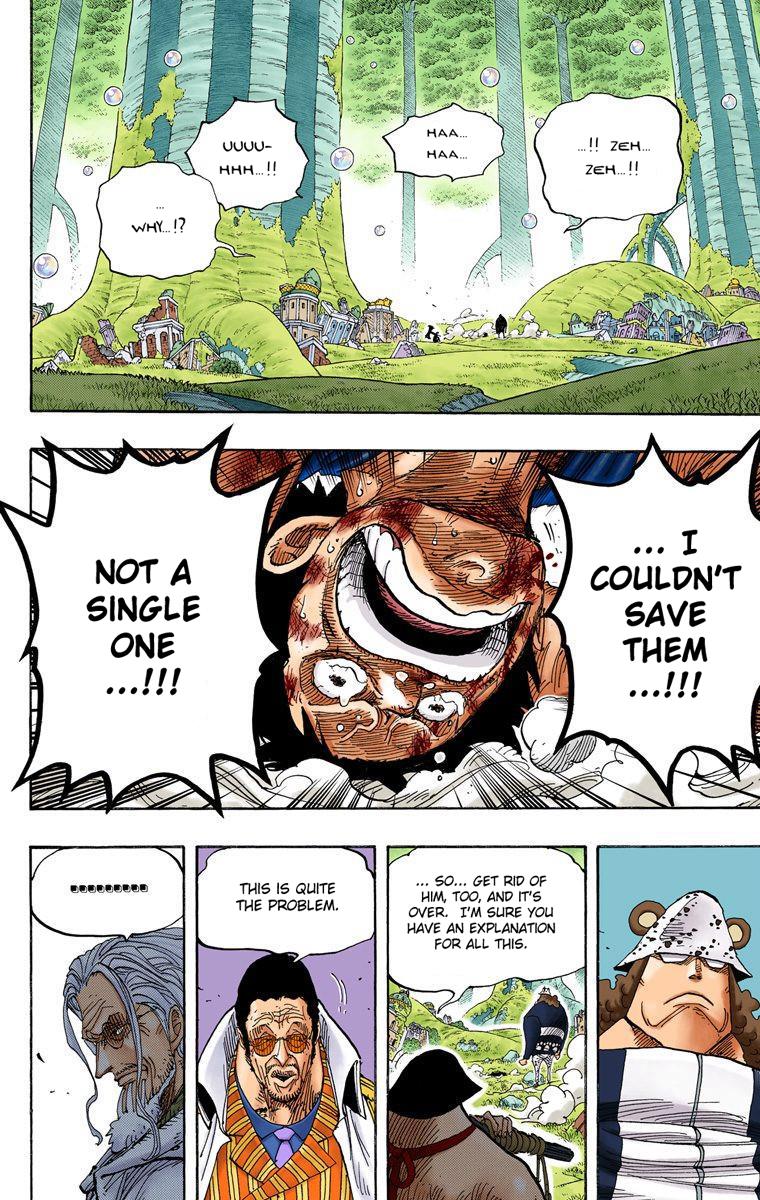 ...!! ZEH...
ZEH...!!
HAA...
HAA...
UUUU-
HHH...!!
...
WHY...!?
... I
COULDN'T
SAVE
THEM
...!!!
NOT A
SINGLE
ONE
...!!!
... SO... GET RID OF
HIM, TOO, AND IT'S
OVER. I'M SURE YOU
HAVE AN EXPLANATION
FOR ALL THIS.
THIS IS QUITE
THE PROBLEM.
.........